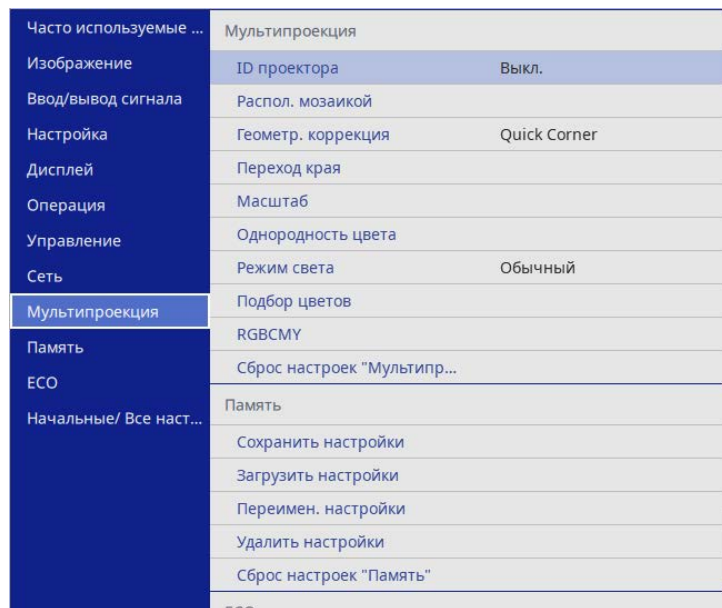 Часто используемые ...
Изображение
Ввод/вывод сигнала
Настройка
Дисплей
Операция
Управление
Сеть
Мультипроекция
Память
ECO
Начальные/ Все наст...
Мультипроекция
ID проектора Выкл.
Распол. мозаикой
Геометр. коррекция Quick Corner
Переход края
Масштаб
Однородность цвета
Режим света Обычный
Подбор цветов
RGBCMY
Сброс настроек "Мультипр...
Память
Сохранить настройки
Загрузить настройки
Переимен. настройки
Удалить настройки
Сброс настроек "Память"